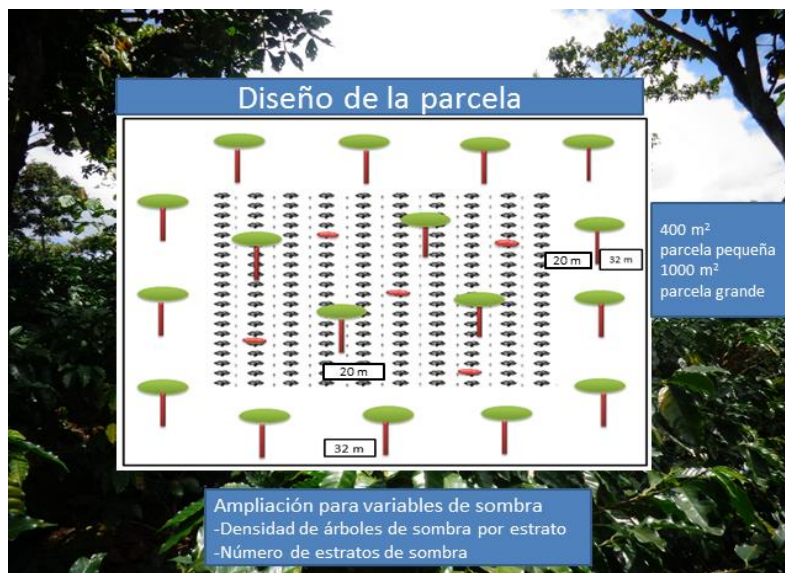 Diseño de la parcela
400 m²
parcela pequeña
1000 m²
parcela grande
20 m
32 m
20 m
32 m
Ampliación para variables de sombra
-Densidad de árboles de sombra por estrato
-Número de estratos de sombra